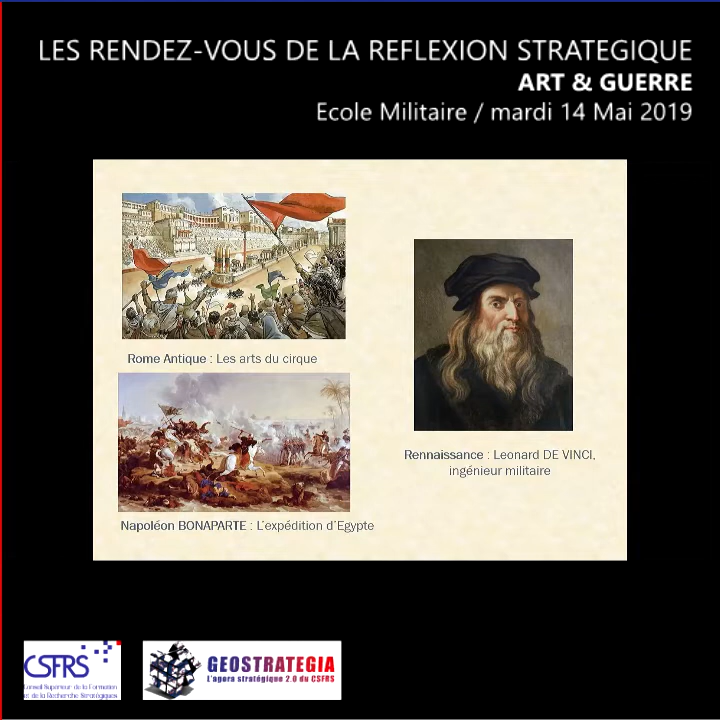 LES RENDEZ-VOUS DE LA REFLEXION STRATEGIQUE
ART & GUERRE
Ecole Militaire / mardi 14 Mai 2019
Rome Antique : Les arts du cirque
Rennaissance : Leonard DE VINCI,
ingénieur militaire
Napoléon BONAPARTE : L'expédition d'Egypte
CSFRS
Conseil Supérieur de la Formation
et de la Recherche Stratégiques
GEOSTRATEGIA
L'agora stratégique 2.0 du CSFRS